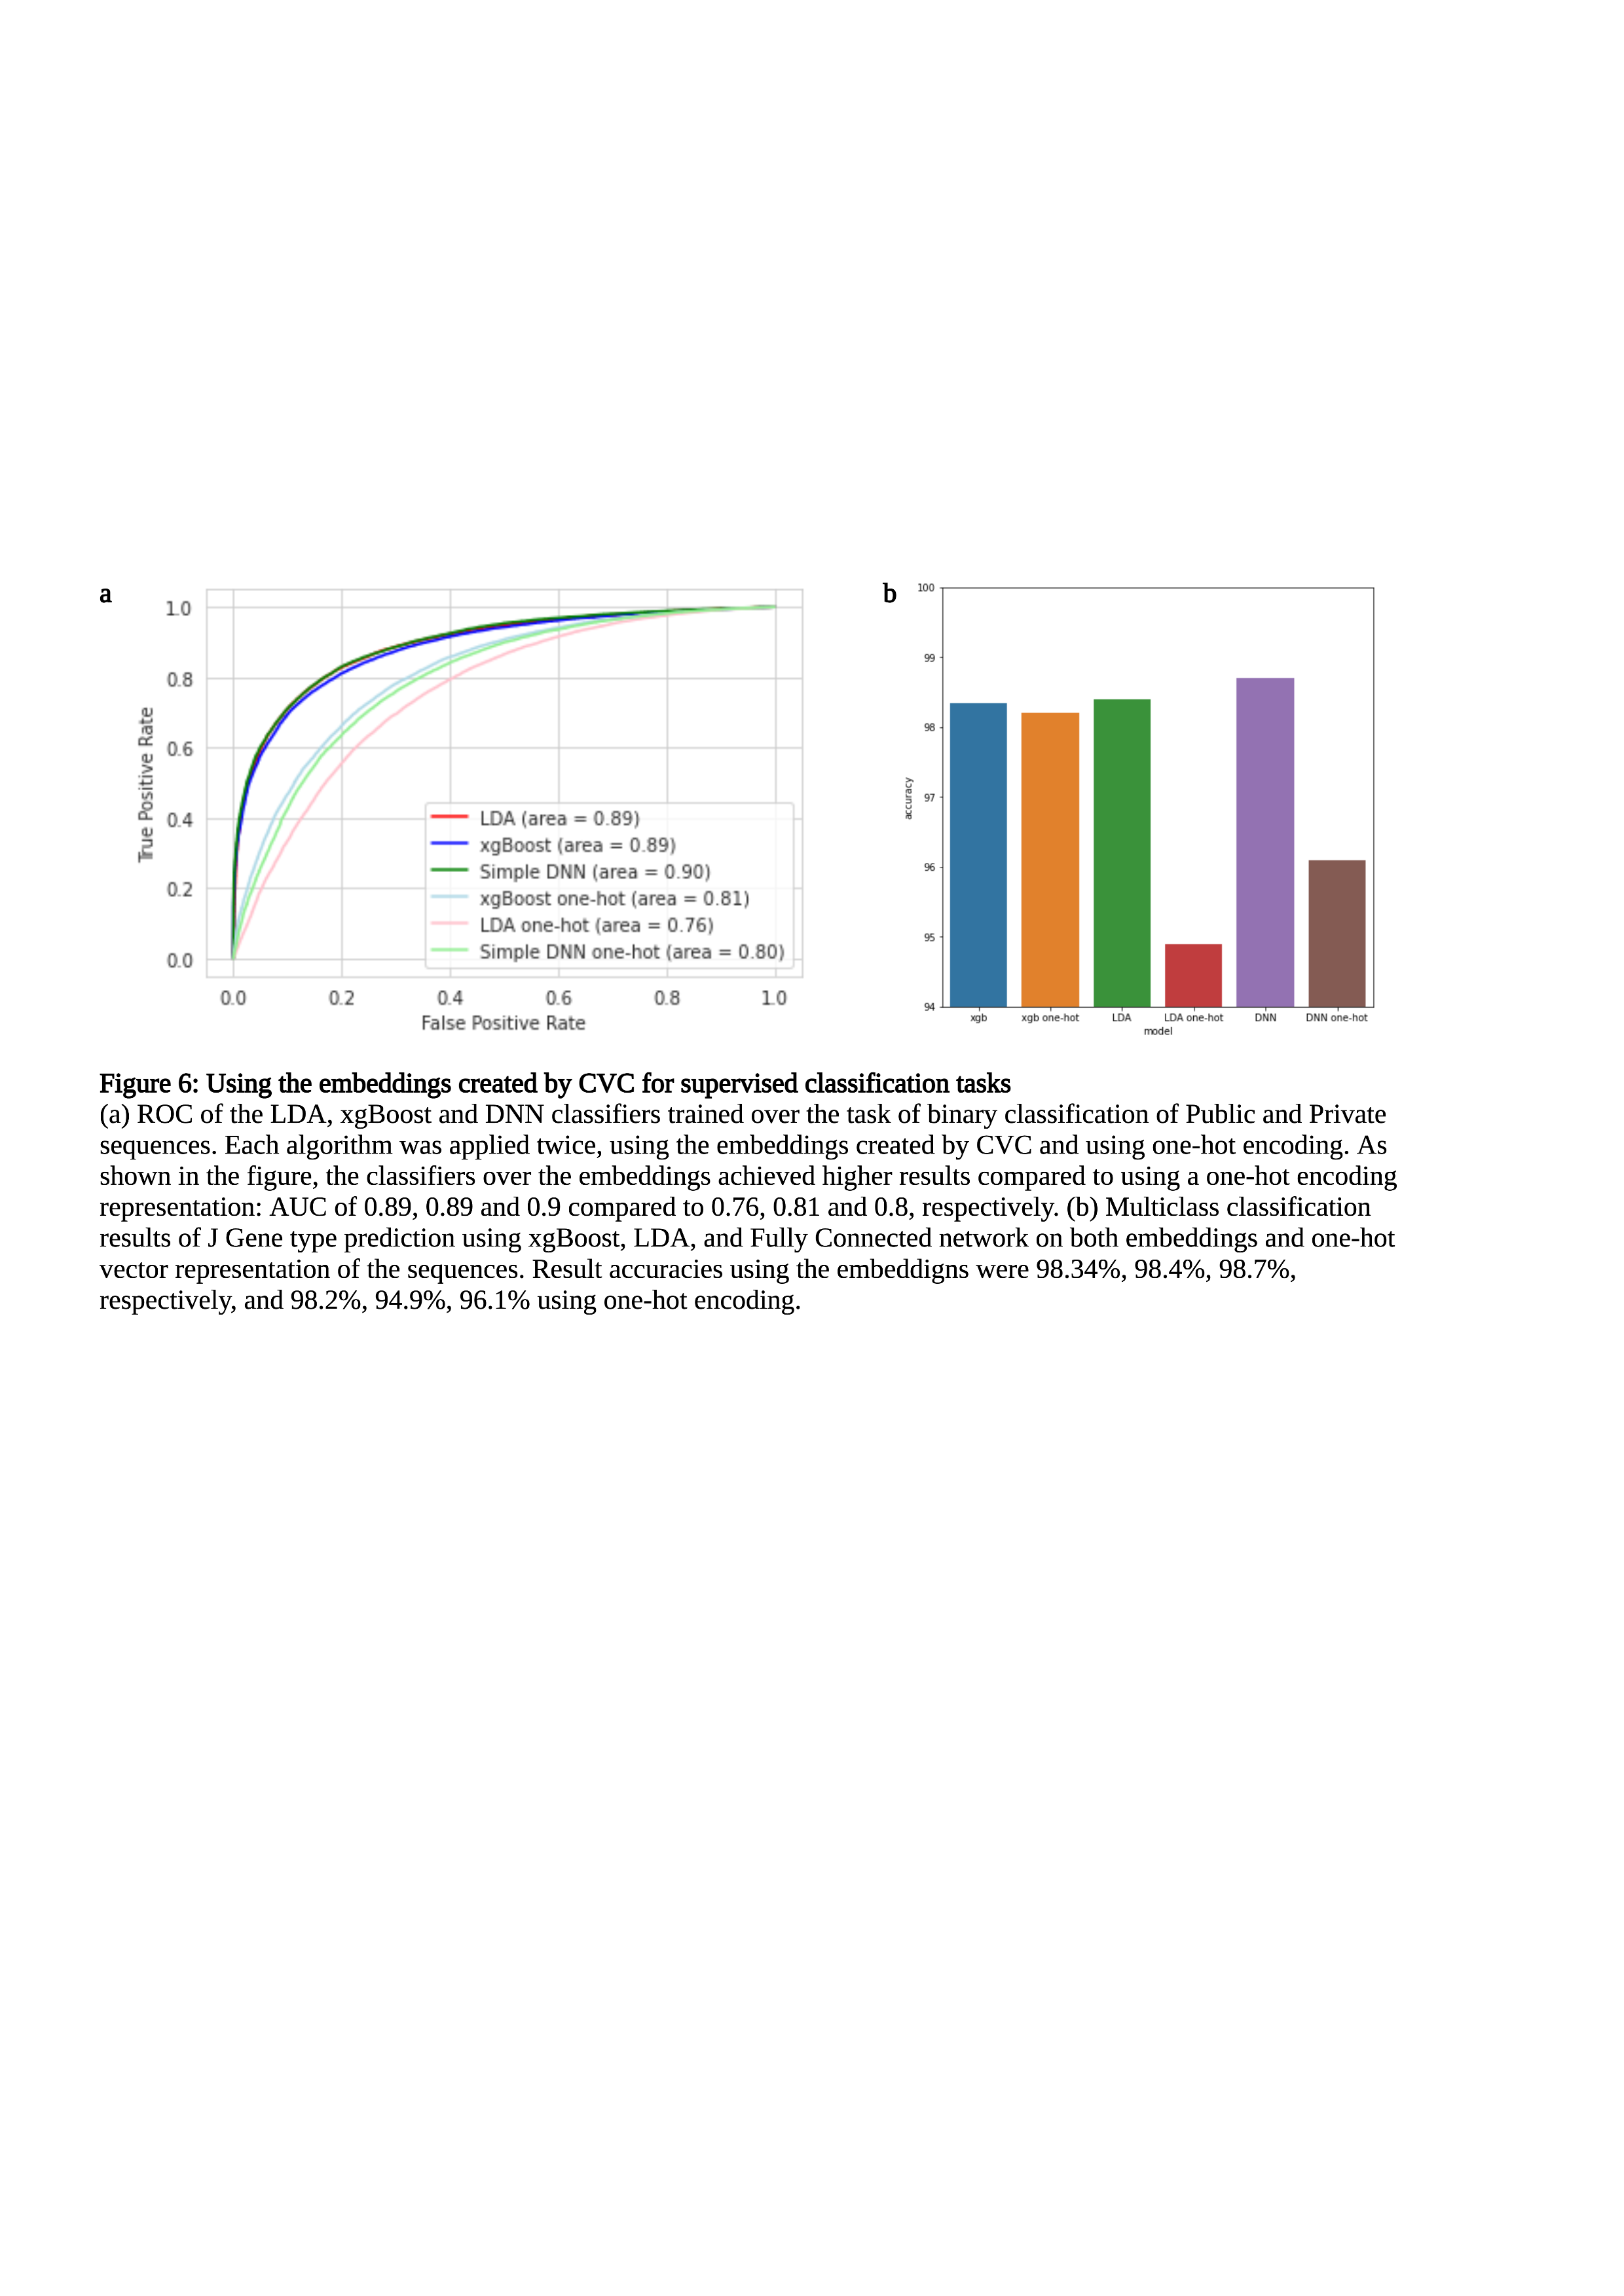 a
1.0
0.8
0.6
0.4
0.2
0.0
True Positive Rate
LDA (area = 0.89)
xgBoost (area = 0.89)
Simple DNN (area = 0.90)
xgBoost one-hot (area = 0.81)
LDA one-hot (area = 0.76)
Simple DNN one-hot (area = 0.80)
0.0 0.2 0.4 0.6 0.8 1.0
False Positive Rate
b
100
99
98
97
96
95
94
accuracy
xgb xgb one-hot LDA LDA one-hot DNN DNN one-hot
model
Figure 6: Using the embeddings created by CVC for supervised classification tasks
(a) ROC of the LDA, xgBoost and DNN classifiers trained over the task of binary classification of Public and Private
sequences. Each algorithm was applied twice, using the embeddings created by CVC and using one-hot encoding. As
shown in the figure, the classifiers over the embeddings achieved higher results compared to using a one-hot encoding
representation: AUC of 0.89, 0.89 and 0.9 compared to 0.76, 0.81 and 0.8, respectively. (b) Multiclass classification
results of J Gene type prediction using xgBoost, LDA, and Fully Connected network on both embeddings and one-hot
vector representation of the sequences. Result accuracies using the embeddigns were 98.34%, 98.4%, 98.7%,
respectively, and 98.2%, 94.9%, 96.1% using one-hot encoding.